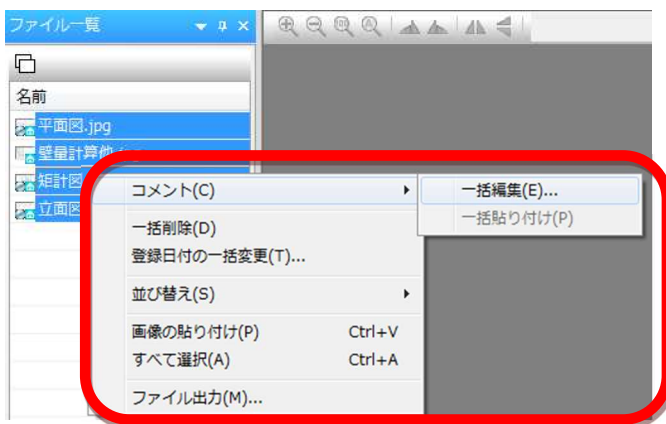 ファイル一覧
名前
平面図.jpg
壁量計算他
矩計図
立面図
コメント(C)
一括編集(E)...
一括貼り付け(P)
一括削除(D)
登録日付の一括変更(T)...
並び替え(S)
画像の貼り付け(P) Ctrl+V
すべて選択(A) Ctrl+A
ファイル出力(M)...